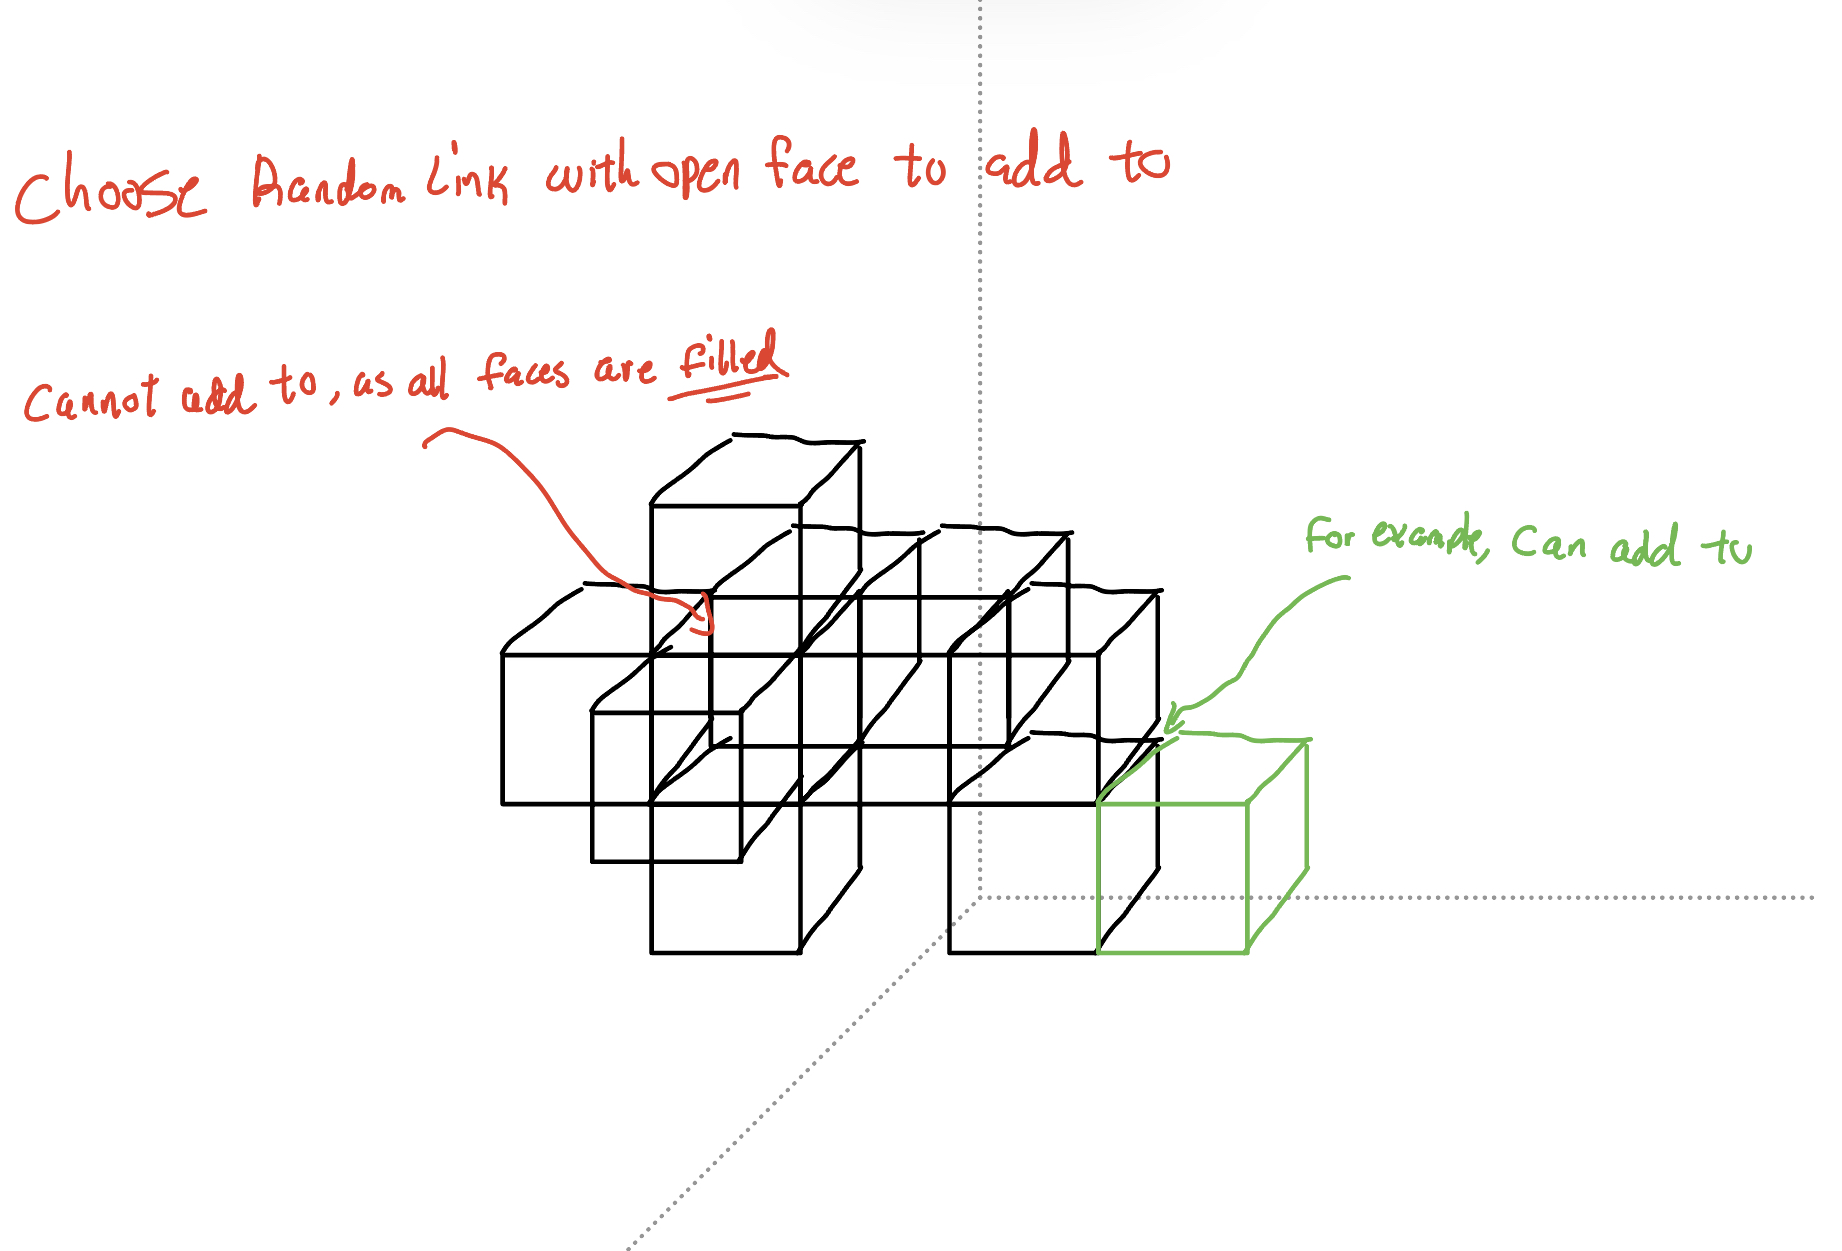 Choose Random Link with open face to add to
Cannot add to, as all faces are filled
For example, Can add to